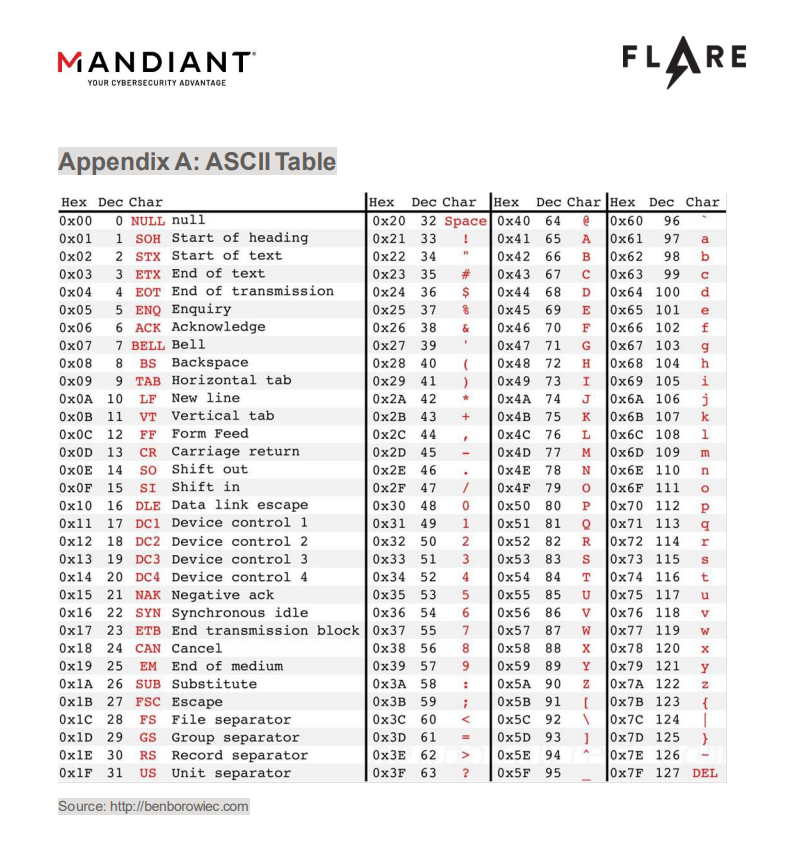 MANDIANT®
YOUR CYBERSECURITY ADVANTAGE
FLARE
Appendix A: ASCII Table
Hex Dec Char Hex Dec Char Hex Dec Char Hex Dec Char
0x00 0 NULL null 0x20 32 Space 0x40 64 @ 0x60 96 `
0x01 1 SOH Start of heading 0x21 33 ! 0x41 65 A 0x61 97 a
0x02 2 STX Start of text 0x22 34 " 0x42 66 B 0x62 98 b
0x03 3 ETX End of text 0x23 35 # 0x43 67 C 0x63 99 c
0x04 4 EOT End of transmission 0x24 36 $ 0x44 68 D 0x64 100 d
0x05 5 ENQ Enquiry 0x25 37 % 0x45 69 E 0x65 101 e
0x06 6 ACK Acknowledge 0x26 38 & 0x46 70 F 0x66 102 f
0x07 7 BELL Bell 0x27 39 ' 0x47 71 G 0x67 103 g
0x08 8 BS Backspace 0x28 40 ( 0x48 72 H 0x68 104 h
0x09 9 TAB Horizontal tab 0x29 41 ) 0x49 73 I 0x69 105 i
0x0A 10 LF New line 0x2A 42 * 0x4A 74 J 0x6A 106 j
0x0B 11 VT Vertical tab 0x2B 43 + 0x4B 75 K 0x6B 107 k
0x0C 12 FF Form Feed 0x2C 44 , 0x4C 76 L 0x6C 108 l
0x0D 13 CR Carriage return 0x2D 45 - 0x4D 77 M 0x6D 109 m
0x0E 14 SO Shift out 0x2E 46 . 0x4E 78 N 0x6E 110 n
0x0F 15 SI Shift in 0x2F 47 / 0x4F 79 O 0x6F 111 o
0x10 16 DLE Data link escape 0x30 48 0 0x50 80 P 0x70 112 p
0x11 17 DC1 Device control 1 0x31 49 1 0x51 81 Q 0x71 113 q
0x12 18 DC2 Device control 2 0x32 50 2 0x52 82 R 0x72 114 r
0x13 19 DC3 Device control 3 0x33 51 3 0x53 83 S 0x73 115 s
0x14 20 DC4 Device control 4 0x34 52 4 0x54 84 T 0x74 116 t
0x15 21 NAK Negative ack 0x35 53 5 0x55 85 U 0x75 117 u
0x16 22 SYN Synchronous idle 0x36 54 6 0x56 86 V 0x76 118 v
0x17 23 ETB End transmission block 0x37 55 7 0x57 87 W 0x77 119 w
0x18 24 CAN Cancel 0x38 56 8 0x58 88 X 0x78 120 x
0x19 25 EM End of medium 0x39 57 9 0x59 89 Y 0x79 121 y
0x1A 26 SUB Substitute 0x3A 58 : 0x5A 90 Z 0x7A 122 z
0x1B 27 FSC Escape 0x3B 59 ; 0x5B 91 [ 0x7B 123 {
0x1C 28 FS File separator 0x3C 60 < 0x5C 92 \ 0x7C 124 |
0x1D 29 GS Group separator 0x3D 61 = 0x5D 93 ] 0x7D 125 }
0x1E 30 RS Record separator 0x3E 62 > 0x5E 94 ^ 0x7E 126 ~
0x1F 31 US Unit separator 0x3F 63 ? 0x5F 95 _ 0x7F 127 DEL
Source: http://benborowiec.com